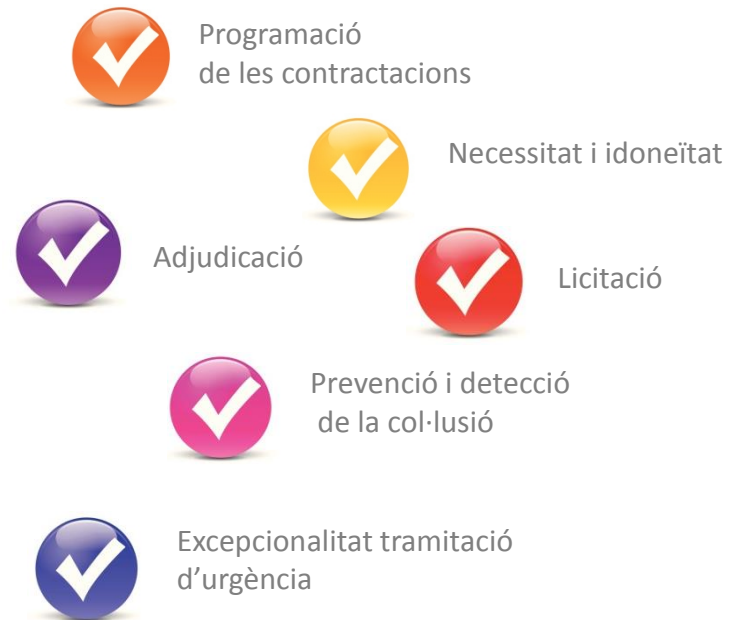 Programació
de les contractacions
Necessitat i idoneïtat
Adjudicació
Licitació
Prevenció i detecció
de la col·lusió
Excepcionalitat tramitació
d’urgència